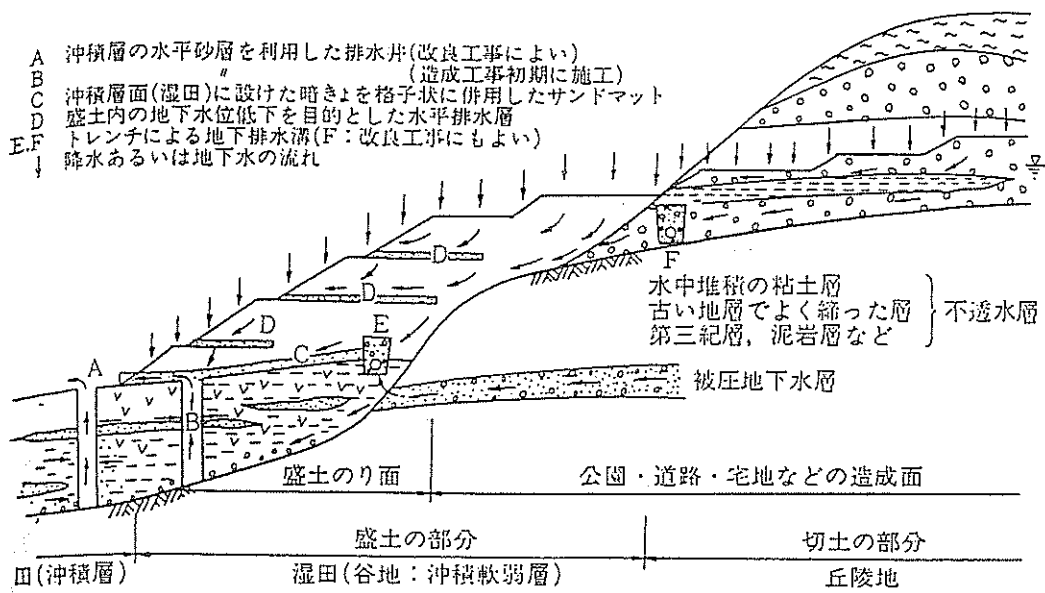 A 沖積層の水平砂層を利用した排水井(改良工事によい)
B 〃 (造成工事初期に施工)
C 沖積層面(湿田)に設けた暗きょを格子状に併用したサンドマット
D 盛土内の地下水位低下を目的とした水平排水層
E.F トレンチによる地下排水溝(F:改良工事にもよい)
↓ 降水あるいは地下水の流れ
D
D
D
F
水中堆積の粘土層
古い地層でよく締った層
第三紀層,泥岩層など
不透水層
E
C
A
B
被圧地下水層
盛土のり面
公園・道路・宅地などの造成面
盛土の部分
切土の部分
田(沖積層)
湿田(谷地:沖積軟弱層)
丘陵地